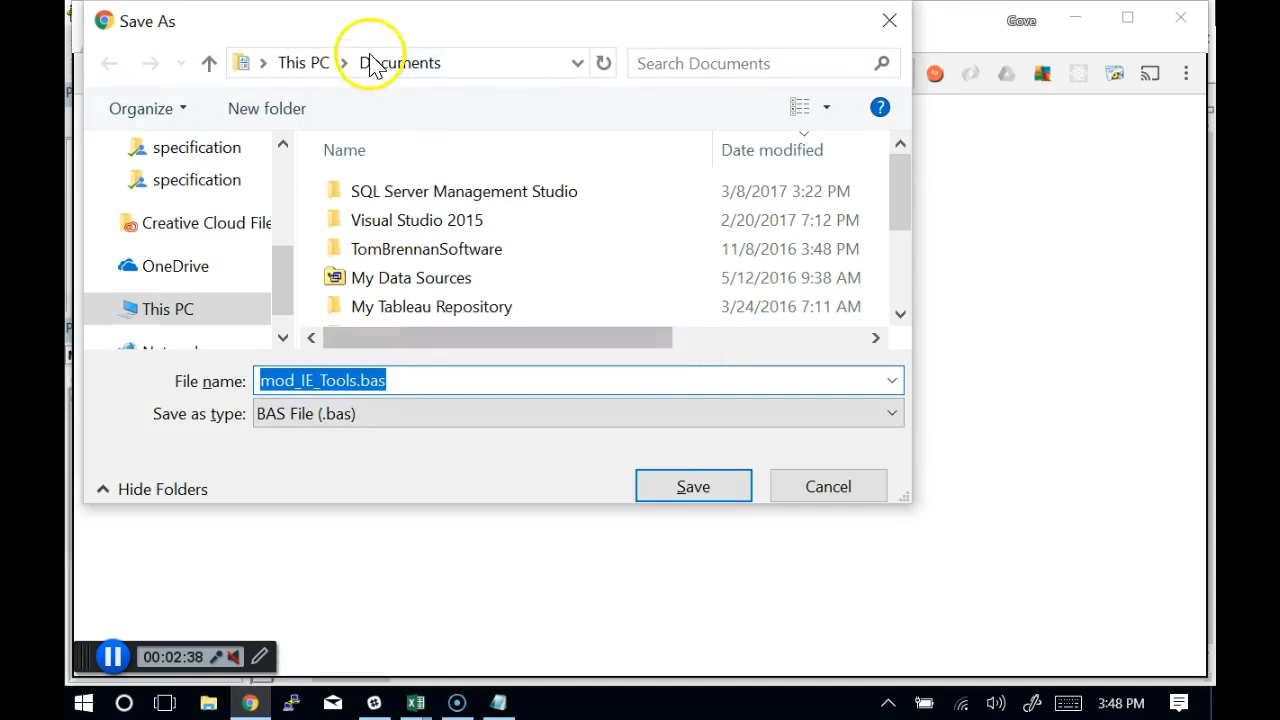 Save As
Gove
This PC > Documents
Search Documents
Organize
New folder
?
specification
specification
Creative Cloud File
OneDrive
This PC
Name
Date modified
SQL Server Management Studio 3/8/2017 3:22 PM
Visual Studio 2015 2/20/2017 7:12 PM
TomBrennanSoftware 11/8/2016 3:48 PM
My Data Sources 5/12/2016 9:38 AM
My Tableau Repository 3/24/2016 7:11 AM
File name: mod_IE_Tools.bas
Save as type: BAS File (.bas)
Hide Folders
Save
Cancel
00:02:38
3:48 PM